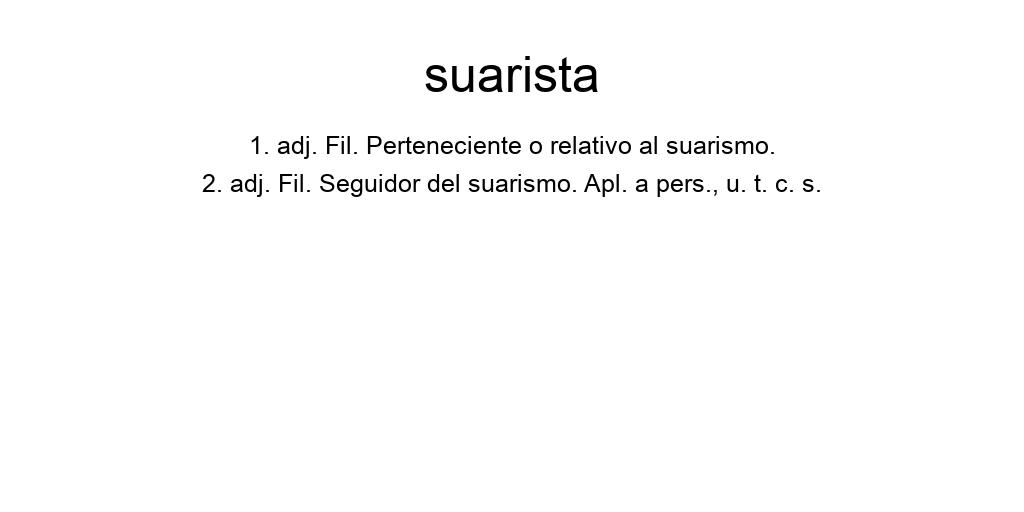 suarista
1. adj. Fil. Perteneciente o relativo al suarismo.
2. adj. Fil. Seguidor del suarismo. Apl. a pers., u. t. c. s.